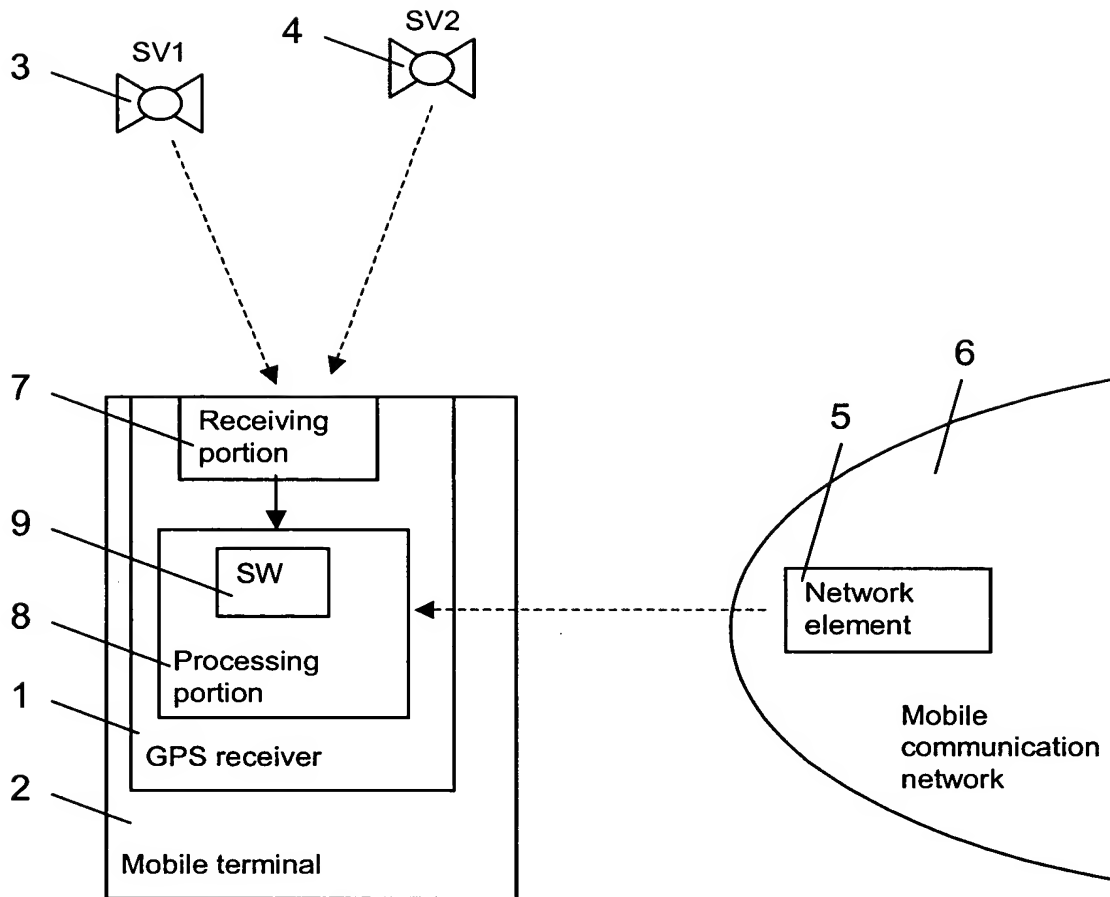 SV1
SV2
3
4
7
Receiving
portion
6
5
9
SW
Network
element
8
Processing
portion
1
GPS receiver
Mobile
communication
network
2
Mobile terminal